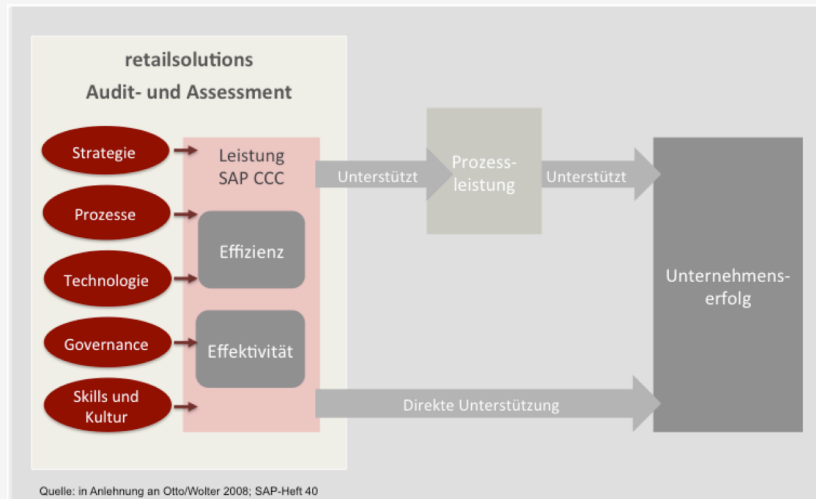 retailsolutions
Audit- und Assessment
Strategie
Prozesse
Technologie
Governance
Skills und
Kultur
Leistung
SAP CCC
Effizienz
Effektivität
Unterstützt
Prozess-
leistung
Unterstützt
Direkte Unterstützung
Unternehmens-
erfolg
Quelle: in Anlehnung an Otto/Wolter 2008; SAP-Heft 40